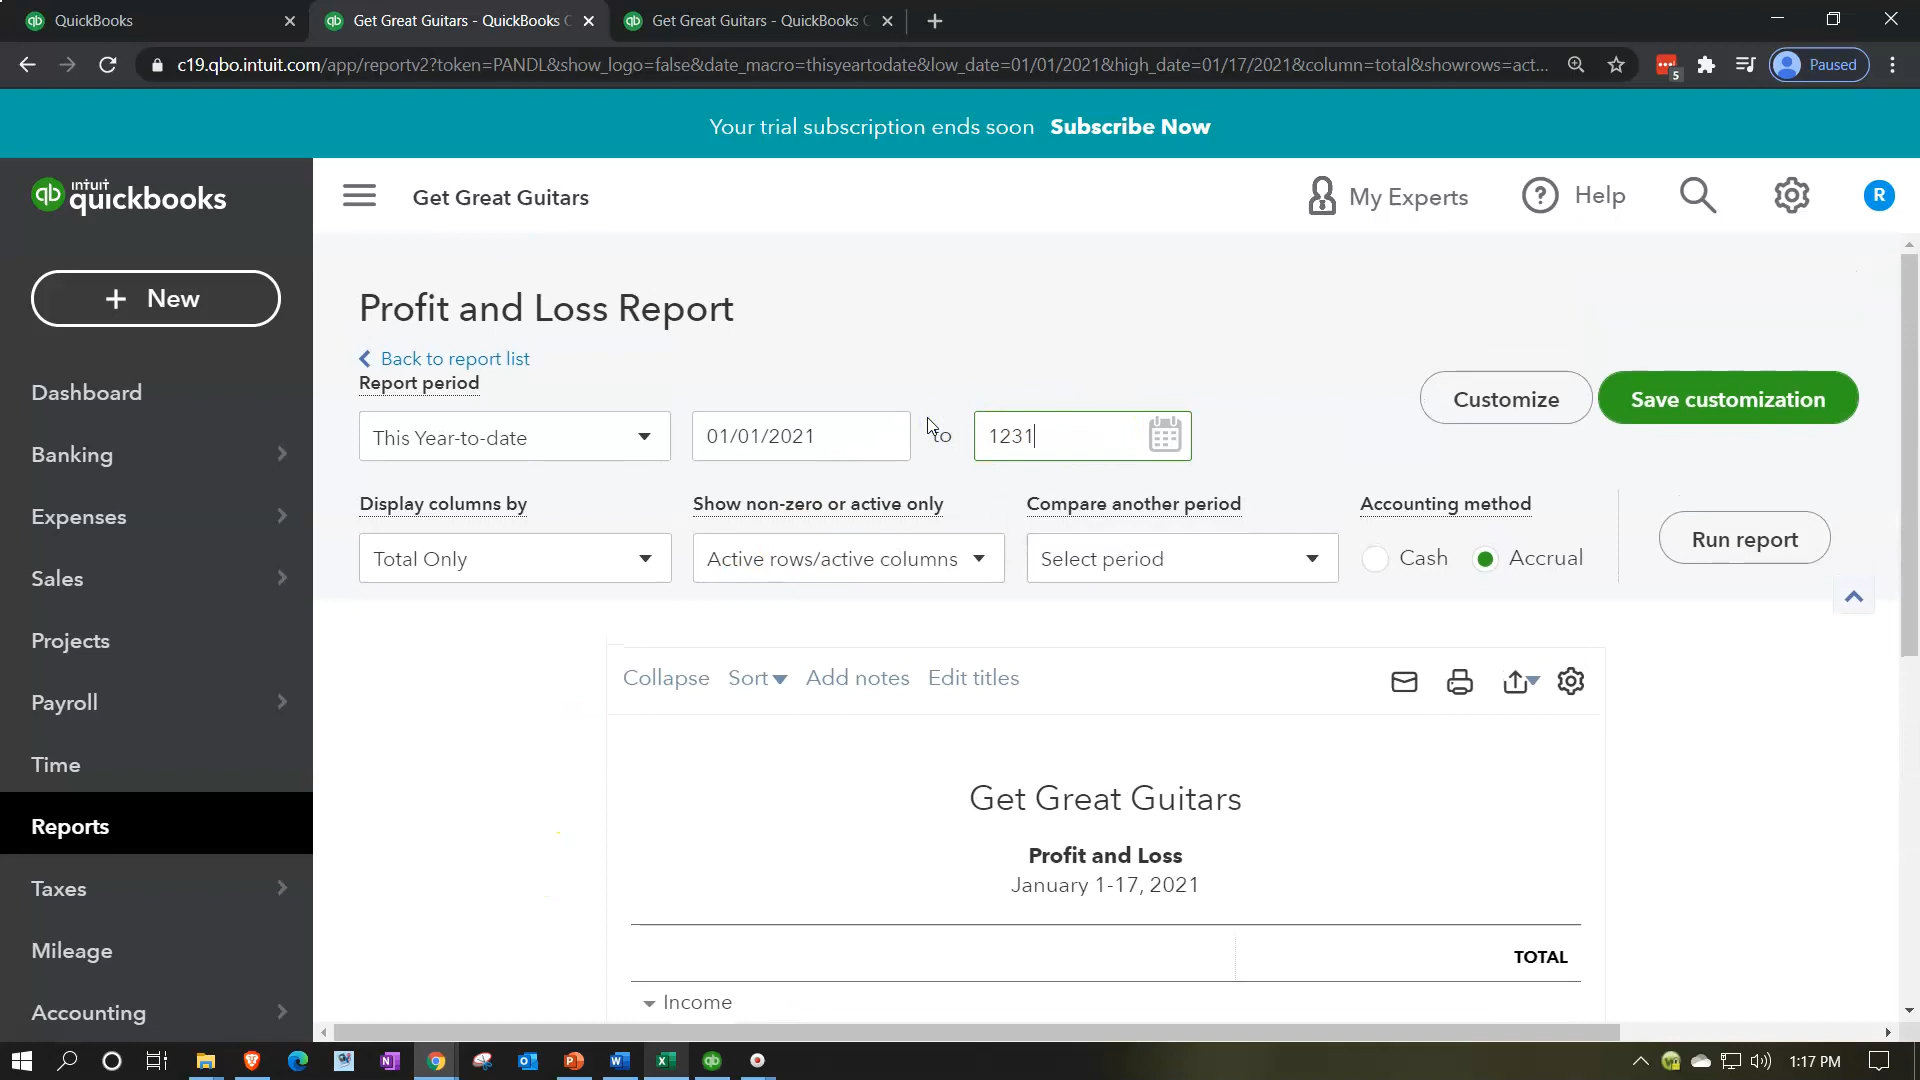 QuickBooks
Get Great Guitars - QuickBooks C
Get Great Guitars - QuickBooks C
c19.qbo.intuit.com/app/reportv2?token=PANDL&show_logo=false&date_macro=thisyeartodate&low_date=01/01/2021&high_date=01/17/2021&column=total&showrows=act...
5
Paused
Your trial subscription ends soon Subscribe Now
qb intuit quickbooks
Get Great Guitars
My Experts
Help
R
+ New
Dashboard
Banking
Expenses
Sales
Projects
Payroll
Time
Reports
Taxes
Mileage
Accounting
Profit and Loss Report
Back to report list
Report period
This Year-to-date
01/01/2021
to
1231
Customize
Save customization
Display columns by
Show non-zero or active only
Compare another period
Accounting method
Total Only
Active rows/active columns
Select period
Cash
Accrual
Run report
Collapse
Sort
Add notes
Edit titles
Get Great Guitars
Profit and Loss
January 1-17, 2021
TOTAL
Income
1:17 PM